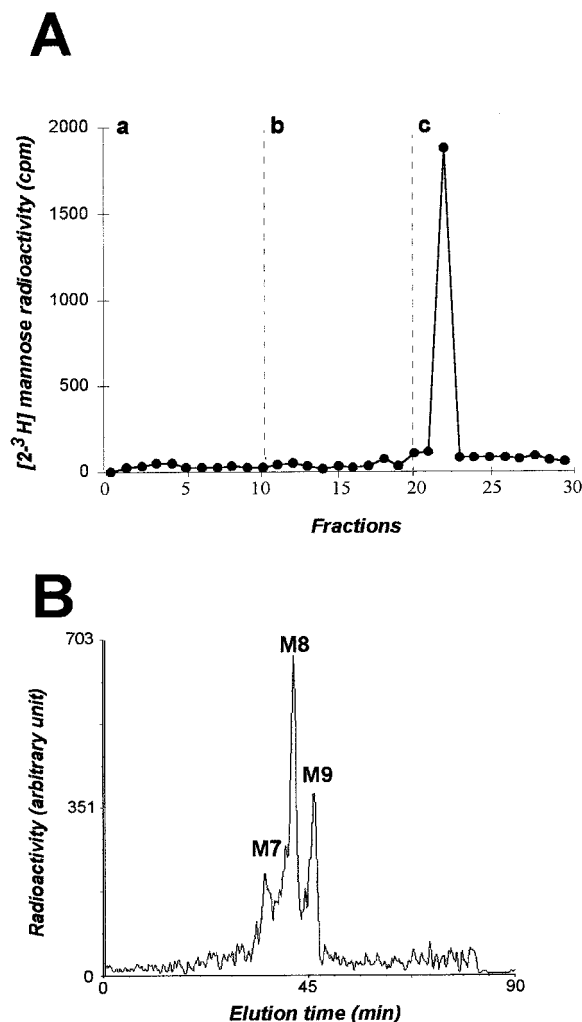 A
[2-³H] mannose radioactivity (cpm)
2000
1500
1000
500
0
a
b
c
0
5
10
15
20
25
30
Fractions
B
Radioactivity (arbitrary unit)
703
351
0
M7
M8
M9
0
45
90
Elution time (min)